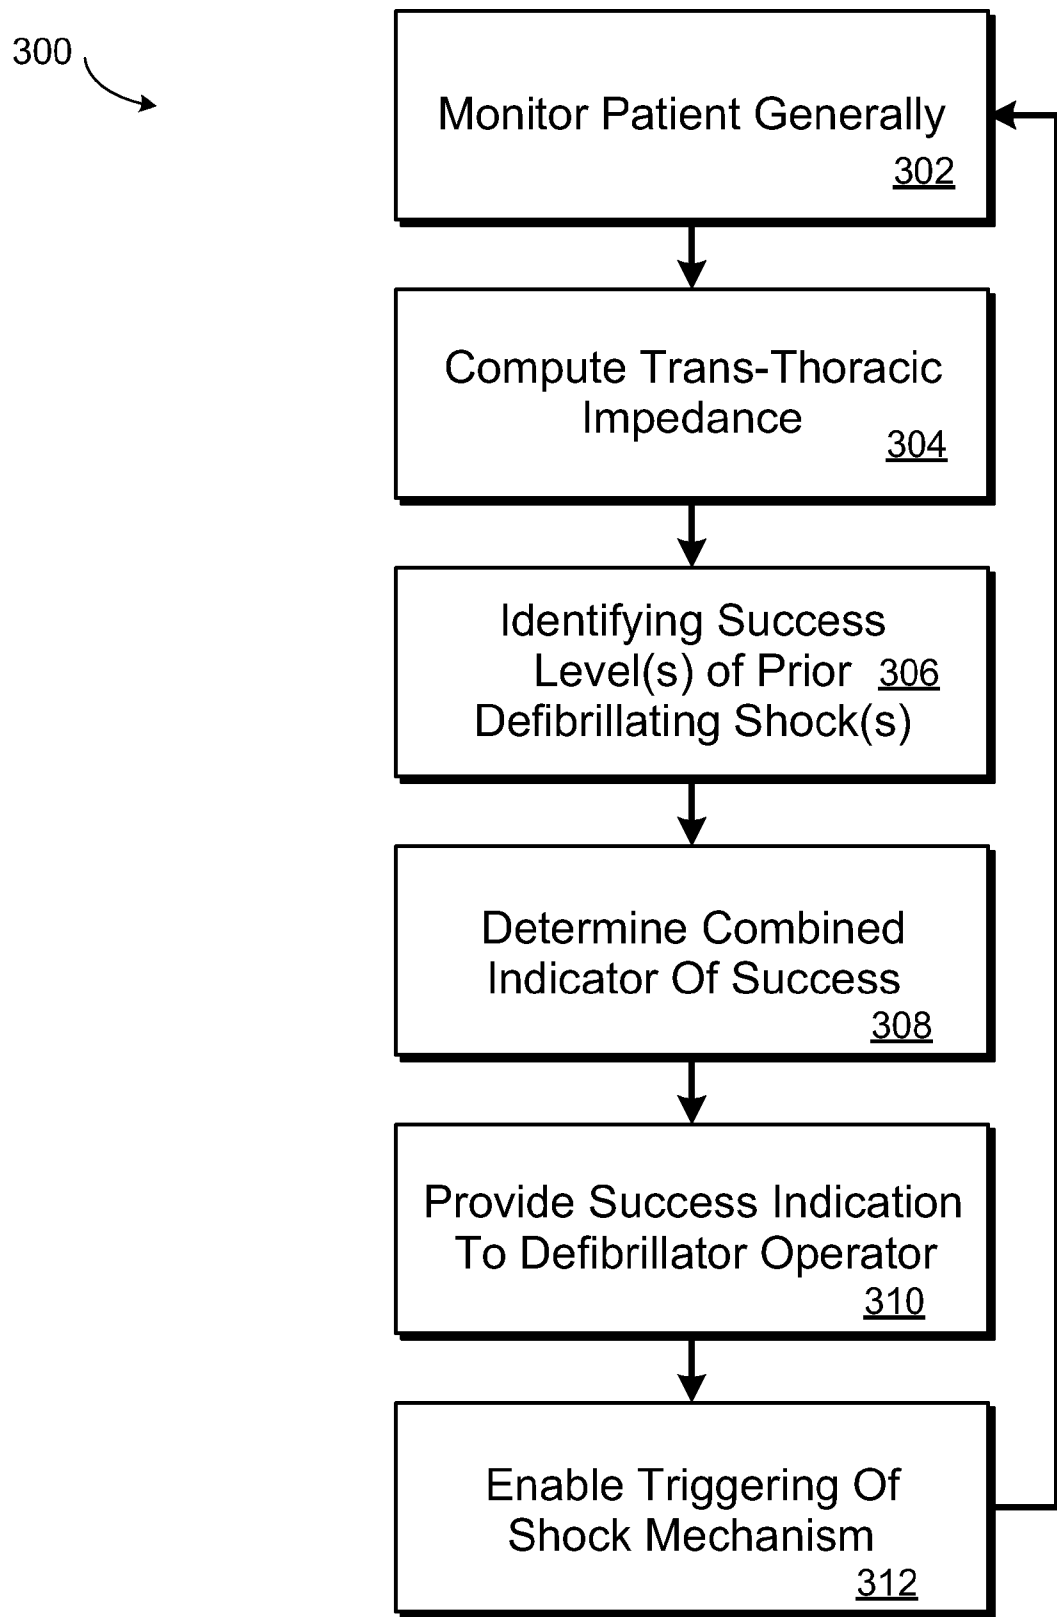 300
Monitor Patient Generally
302
Compute Trans-Thoracic
Impedance
304
Identifying Success
Level(s) of Prior 306
Defibrillating Shock(s)
Determine Combined
Indicator Of Success
308
Provide Success Indication
To Defibrillator Operator
310
Enable Triggering Of
Shock Mechanism
312